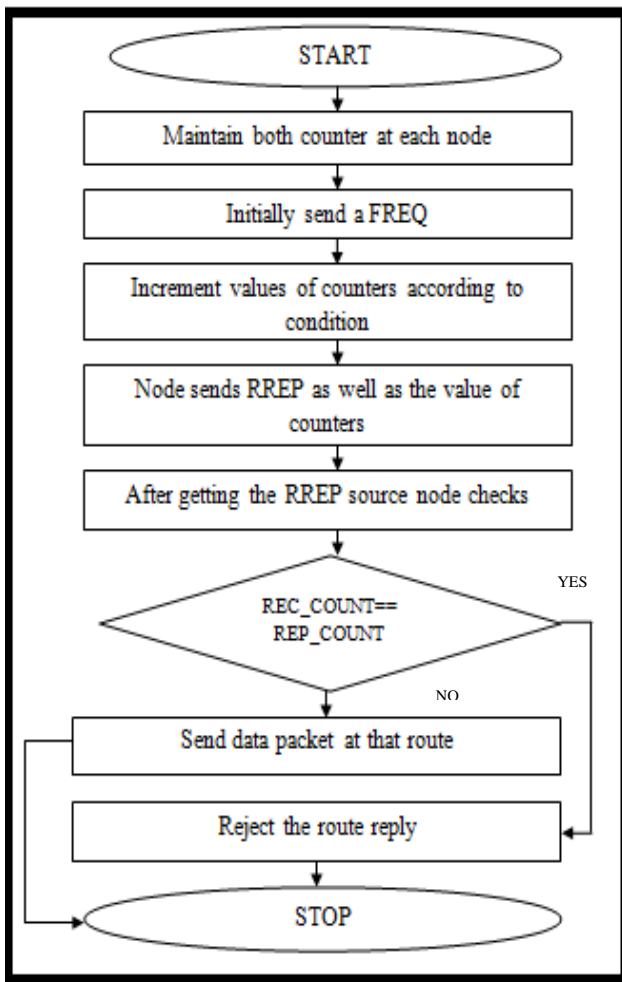 START
Maintain both counter at each node
Initially send a FREQ
Increment values of counters according to
condition
Node sends RREP as well as the value of
counters
After getting the RREP source node checks
YES
REC_COUNT==
REP_COUNT
NO
Send data packet at that route
Reject the route reply
STOP